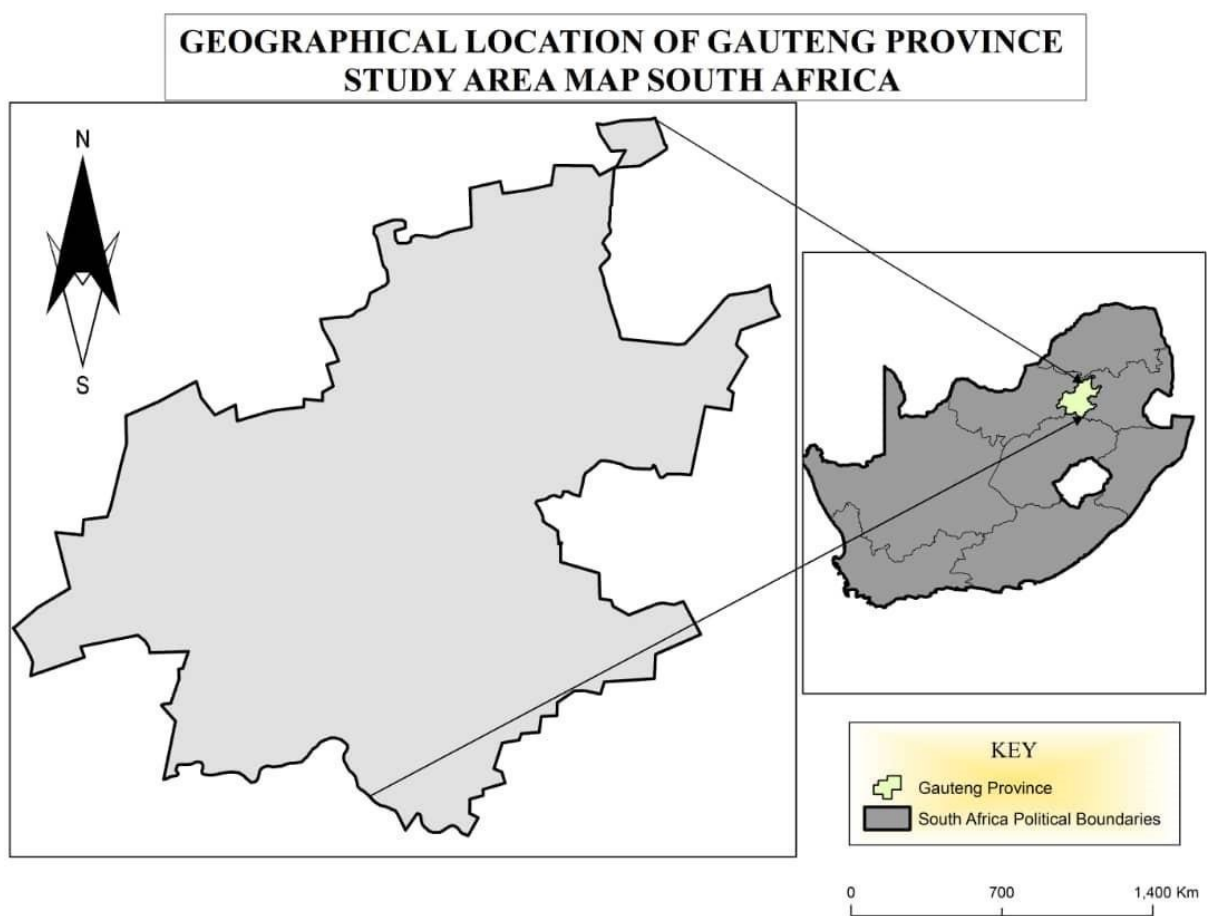 GEOGRAPHICAL LOCATION OF GAUTENG PROVINCE
STUDY AREA MAP SOUTH AFRICA
N
S
KEY
Gauteng Province
South Africa Political Boundaries
0 700 1,400 Km